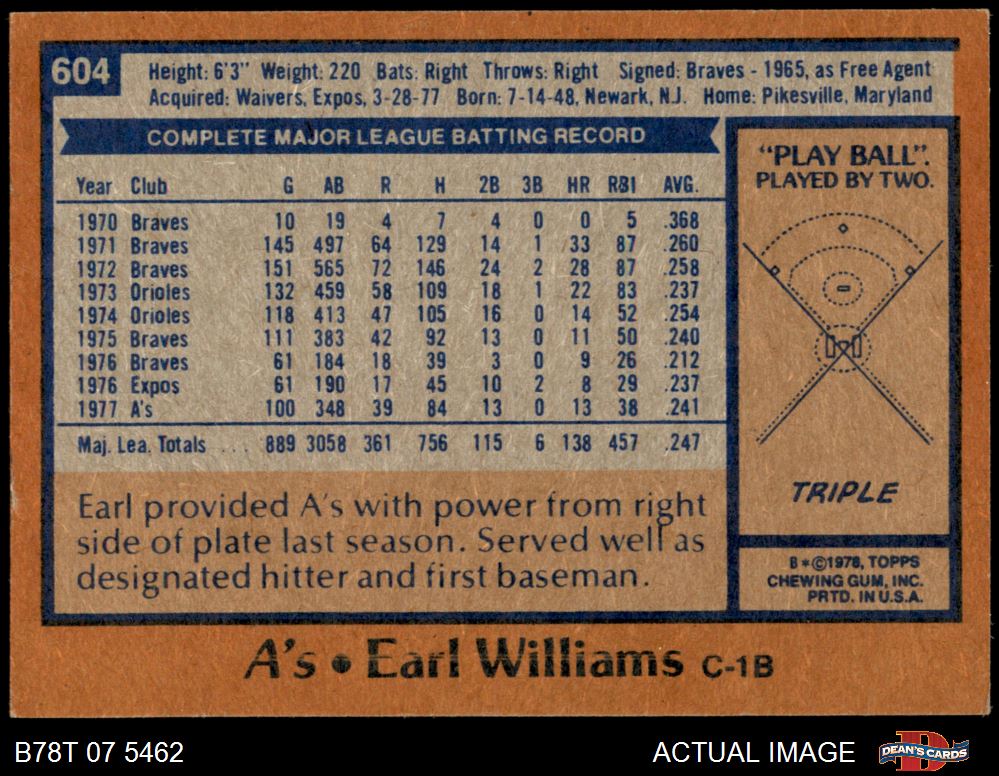 604
Height: 6'3" Weight: 220 Bats: Right Throws: Right Signed: Braves - 1965, as Free Agent
Acquired: Waivers, Expos, 3-28-77 Born: 7-14-48, Newark, N.J. Home: Pikesville, Maryland
COMPLETE MAJOR LEAGUE BATTING RECORD
Year Club G AB R H 2B 3B HR RBI AVG.
1970 Braves 10 19 4 7 4 0 0 5 .368
1971 Braves 145 497 64 129 14 1 33 87 .260
1972 Braves 151 565 72 146 24 2 28 87 .258
1973 Orioles 132 459 58 109 18 1 22 83 .237
1974 Orioles 118 413 47 105 16 0 14 52 .254
1975 Braves 111 383 42 92 13 0 11 50 .240
1976 Braves 61 184 18 39 3 0 9 26 .212
1976 Expos 61 190 17 45 10 2 8 29 .237
1977 A's 100 348 39 84 13 0 13 38 .241
Maj. Lea. Totals ... 889 3058 361 756 115 6 138 457 .247
Earl provided A's with power from right
side of plate last season. Served well as
designated hitter and first baseman.
"PLAY BALL".
PLAYED BY TWO.
TRIPLE
B*©1978, TOPPS
CHEWING GUM, INC.
PRTD. IN U.S.A.
A's • Earl Williams C-1B
B78T 07 5462
ACTUAL IMAGE
DEAN'S CARDS